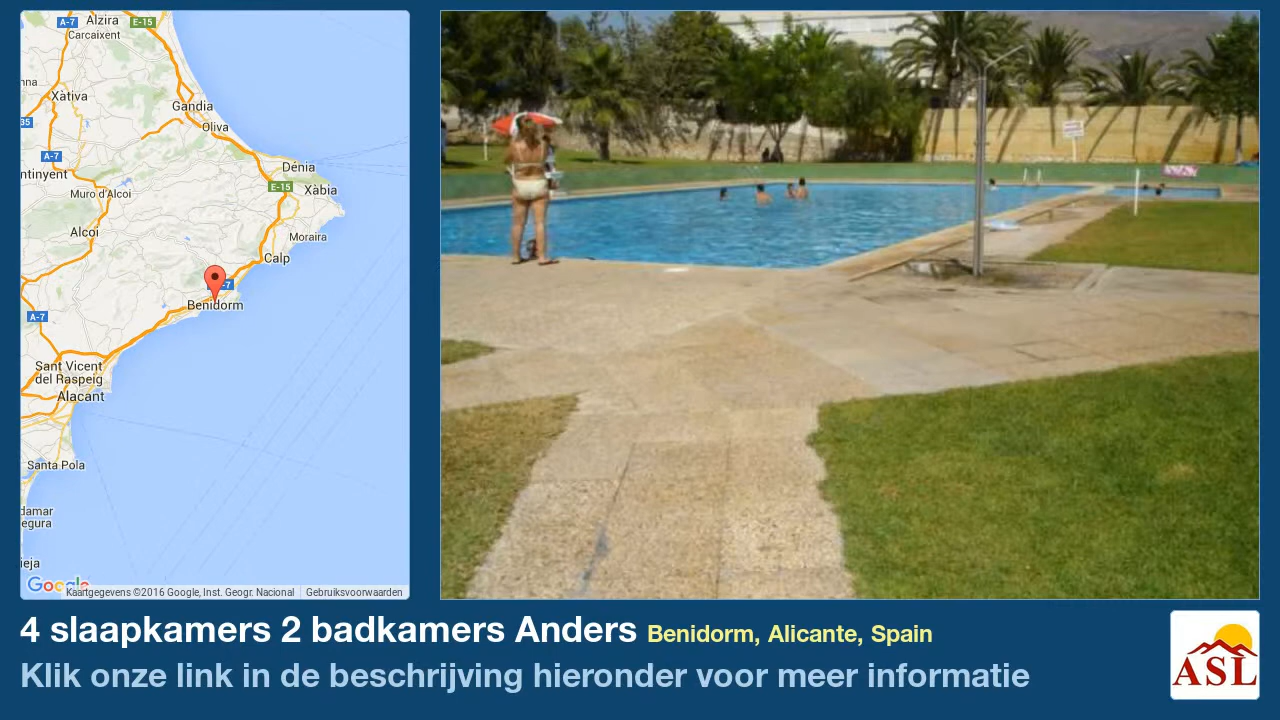 A-7
Alzira
E-15
Carcaixent
nna
Xàtiva
Gandia
35
Oliva
A-7
Dénia
ntinyent
E-15
Xàbia
Muro d'Alcoi
Alcoi
Moraira
Calp
-7
Benidorm
A-7
Sant Vicent
del Raspeig
Alacant
Santa Pola
damar
egura
ieja
Google
Kaartgegevens ©2016 Google, Inst. Geogr. Nacional
Gebruiksvoorwaarden
4 slaapkamers 2 badkamers Anders Benidorm, Alicante, Spain
Klik onze link in de beschrijving hieronder voor meer informatie
ASL